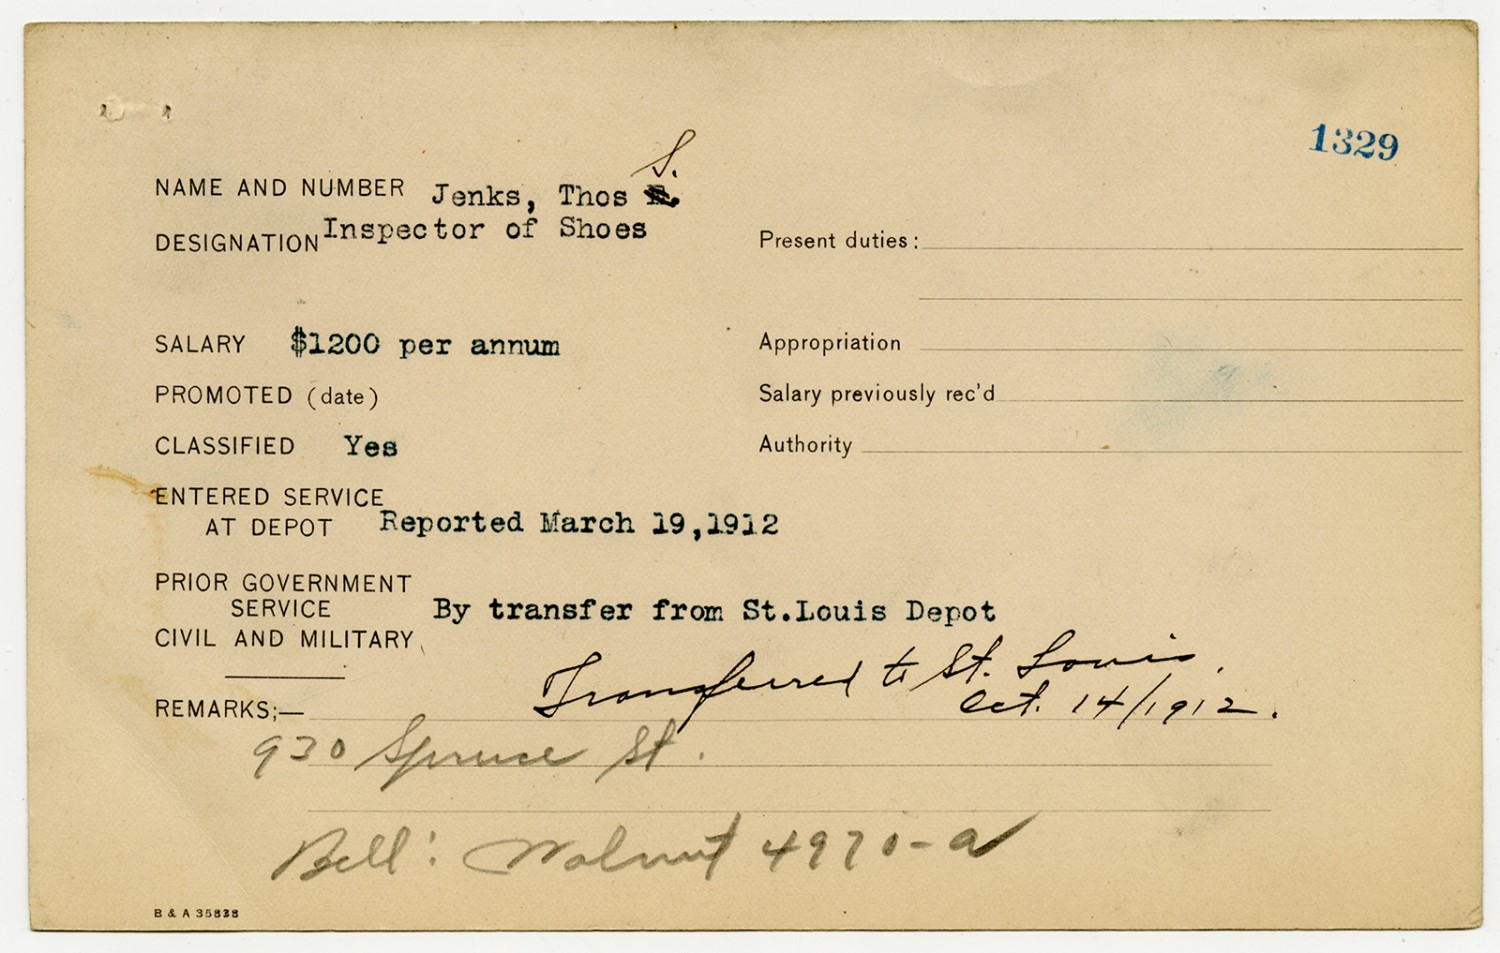 1329
S.
NAME AND NUMBER Jenks, Thos
DESIGNATION Inspector of Shoes
Present duties:
SALARY $1200 per annum
Appropriation
PROMOTED (date)
Salary previously rec'd
CLASSIFIED Yes
Authority
ENTERED SERVICE
AT DEPOT Reported March 19,1912
PRIOR GOVERNMENT
SERVICE By transfer from St.Louis Depot
CIVIL AND MILITARY
Transferred to St. Louis.
REMARKS;— Oct. 14/1912.
930 Spruce St.
Bell: Walnut 4970-a
B & A 35838